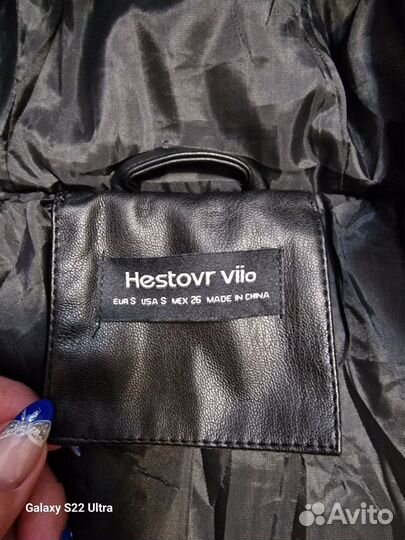 Hestovr viio
EUR S USA S MEX 26 MADE IN CHINA
Galaxy S22 Ultra
Avito